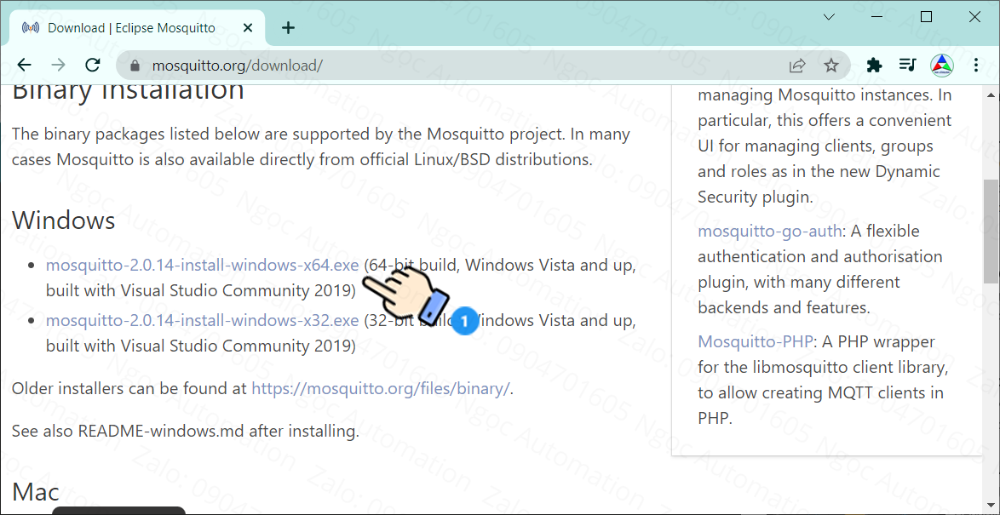 Download | Eclipse Mosquitto
mosquitto.org/download/
Binary Installation
The binary packages listed below are supported by the Mosquitto project. In many
cases Mosquitto is also available directly from official Linux/BSD distributions.
Windows
• mosquitto-2.0.14-install-windows-x64.exe (64-bit build, Windows Vista and up,
built with Visual Studio Community 2019)
• mosquitto-2.0.14-install-windows-x32.exe (32-bit build, Windows Vista and up,
built with Visual Studio Community 2019)
1
Older installers can be found at https://mosquitto.org/files/binary/.
See also README-windows.md after installing.
Mac
managing Mosquitto instances. In
particular, this offers a convenient
UI for managing clients, groups
and roles as in the new Dynamic
Security plugin.
mosquitto-go-auth: A flexible
authentication and authorisation
plugin, with many different
backends and features.
Mosquitto-PHP: A PHP wrapper
for the libmosquitto client library,
to allow creating MQTT clients in
PHP.
Ngoc Automation
Zalo: 0904701605